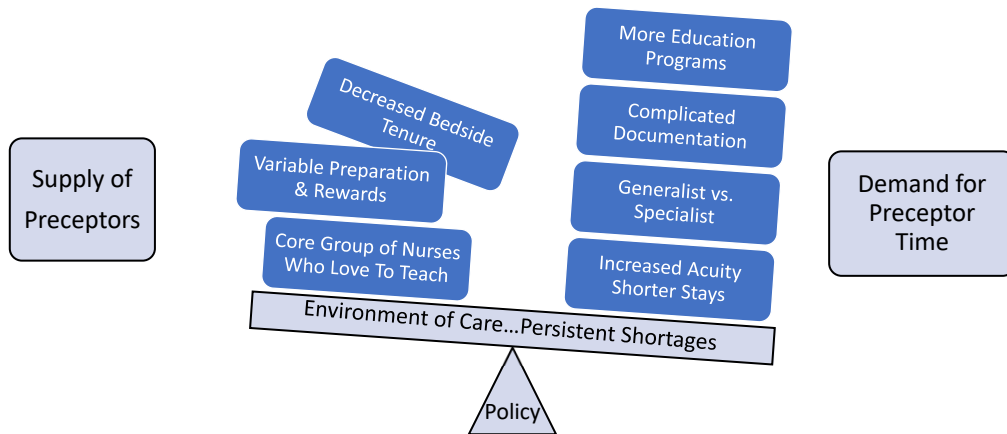 Supply of
Preceptors
Decreased Bedside
Tenure
Variable Preparation
& Rewards
Core Group of Nurses
Who Love To Teach
More Education
Programs
Complicated
Documentation
Generalist vs.
Specialist
Increased Acuity
Shorter Stays
Demand for
Preceptor
Time
Environment of Care...Persistent Shortages
Policy